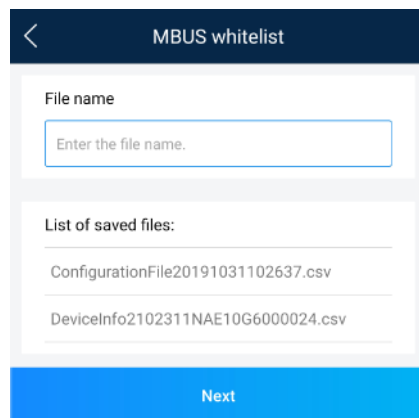 MBUS whitelist
File name
Enter the file name.
List of saved files:
ConfigurationFile20191031102637.csv
DeviceInfo2102311NAE10G6000024.csv
Next